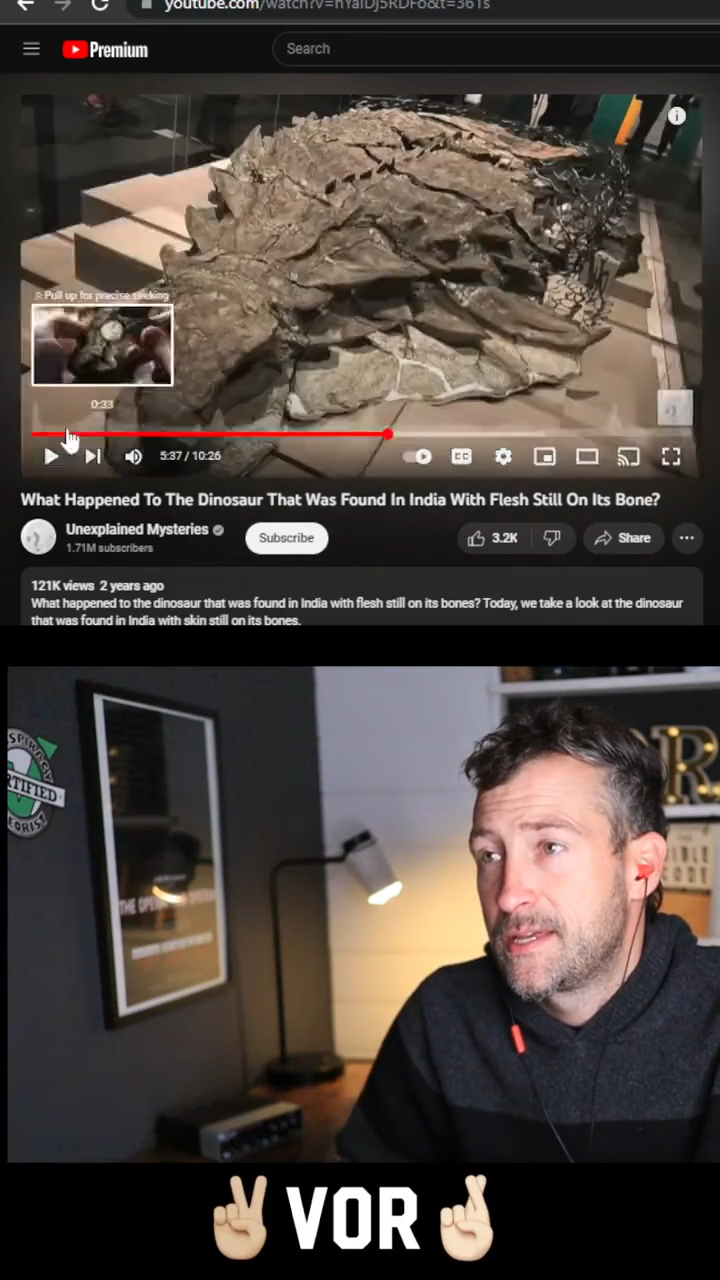 youtube.com/watch?v=nYaIDj5RDFo&t=361s
Premium
Search
Pull up for precise seeking
0:33
5:37 / 10:26
CC
What Happened To The Dinosaur That Was Found In India With Flesh Still On Its Bone?
Unexplained Mysteries
1.71M subscribers
Subscribe
3.2K
Share
121K views 2 years ago
What happened to the dinosaur that was found in India with flesh still on its bones? Today, we take a look at the dinosaur
that was found in India with skin still on its bones.
THE
R
VOR